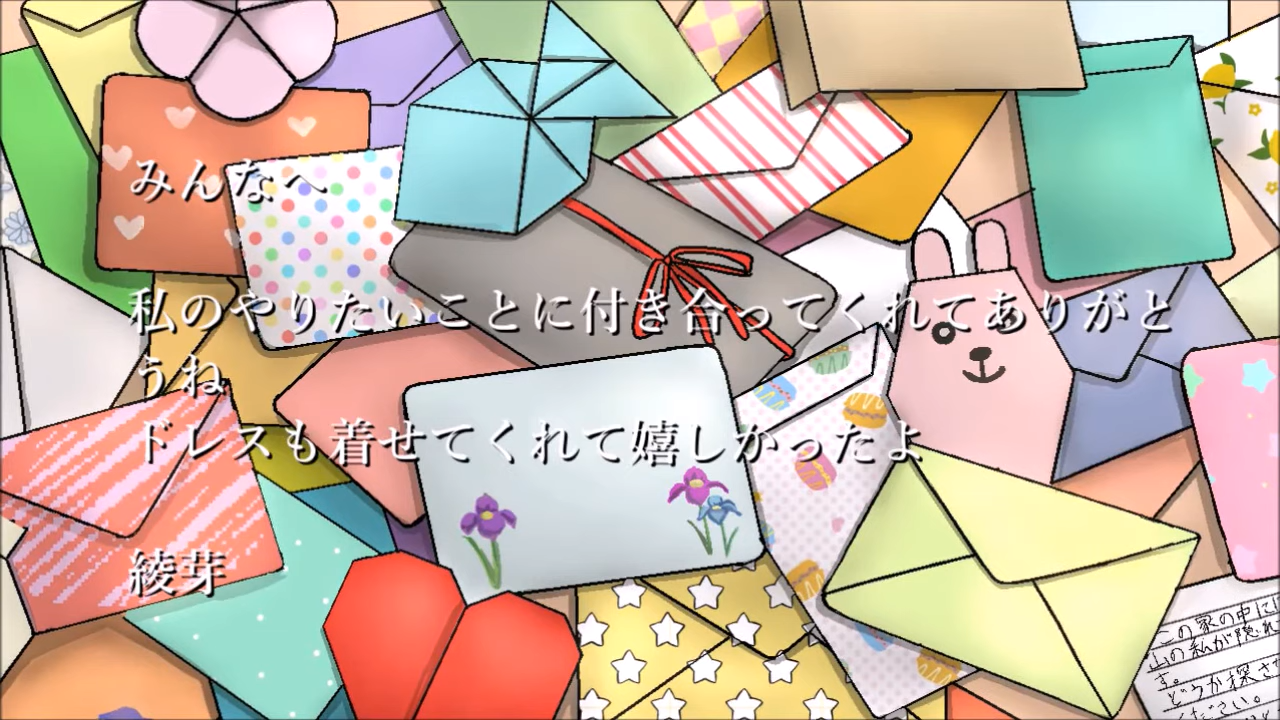 みんなへ
私のやりたいことに付き合ってくれてありがと
うね
ドレスも着せてくれて嬉しかったよ
綾芽
この家の中に
山の私が隠れ
す。
どうか探さ
ださい。